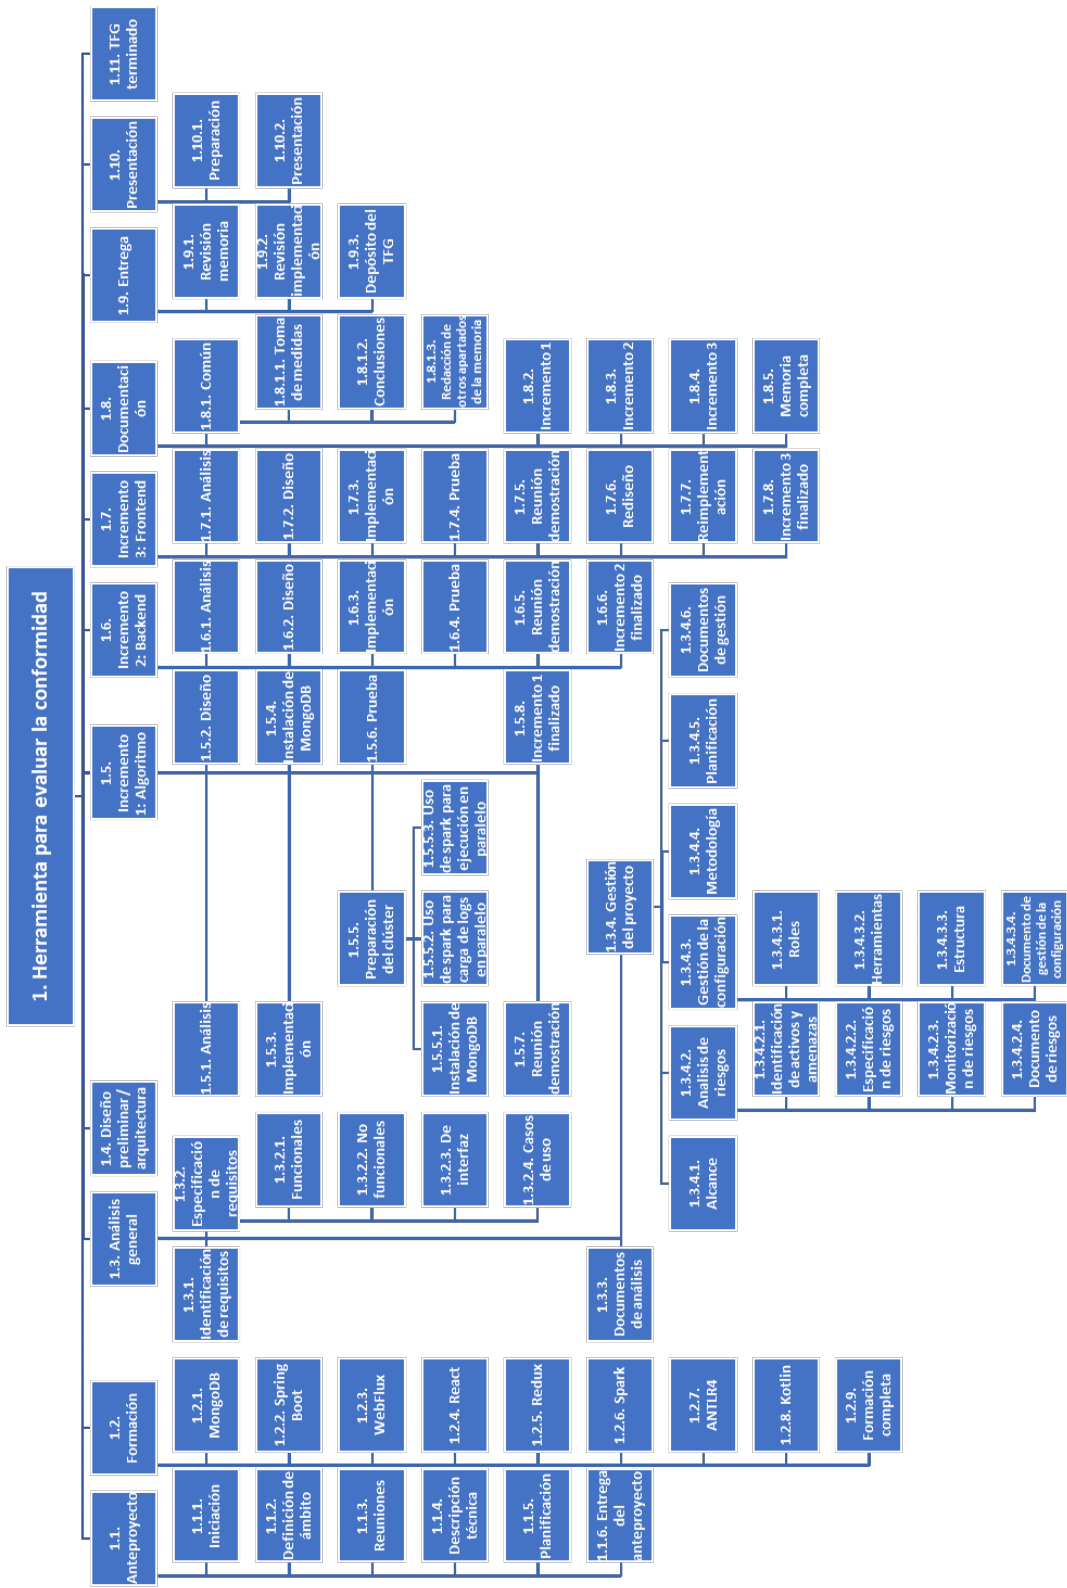 1. Herramienta para evaluar la conformidad
1.1.
Anteproyecto
1.1.1.
Iniciación
1.1.2.
Definición de
ámbito
1.1.3.
Reuniones
1.1.4.
Descripción
técnica
1.1.5.
Planificación
1.1.6. Entrega
del
anteproyecto
1.2.
Formación
1.2.1.
MongoDB
1.2.2. Spring
Boot
1.2.3.
WebFlux
1.2.4. React
1.2.5. Redux
1.2.6. Spark
1.2.7.
ANTLR4
1.2.8. Kotlin
1.2.9.
Formación
completa
1.3. Análisis
general
1.3.1.
Identificación
de requisitos
1.3.2.
Especificació
n de
requisitos
1.3.2.1.
Funcionales
1.3.2.2. No
funcionales
1.3.2.3. De
interfaz
1.3.2.4. Casos
de uso
1.3.3.
Documentos
de análisis
1.3.4. Gestión
del proyecto
1.3.4.1.
Alcance
1.3.4.2.
Analisis de
riesgos
1.3.4.2.1.
Identificación
de activos y
amenazas
1.3.4.2.2.
Especificació
n de riesgos
1.3.4.2.3.
Monitorizació
n de riesgos
1.3.4.2.4.
Documento
de riesgos
1.3.4.3.
Gestión de la
configuración
1.3.4.3.1.
Roles
1.3.4.3.2.
Herramientas
1.3.4.3.3.
Estructura
1.3.4.3.4.
Documento de
gestión de la
configuración
1.3.4.4.
Metodología
1.3.4.5.
Planificación
1.3.4.6.
Documentos
de gestión
1.4. Diseño
preliminar /
arquitectura
1.5.
Incremento
1: Algoritmo
1.5.1. Análisis
1.5.2. Diseño
1.5.3.
Implementaci
ón
1.5.4.
Instalación de
MongoDB
1.5.5.
Preparación
del clúster
1.5.5.1.
Instalación de
MongoDB
1.5.5.2. Uso
de spark para
carga de logs
en paralelo
1.5.5.3. Uso
de spark para
ejecución en
paralelo
1.5.6. Prueba
1.5.7.
Reunión
demostración
1.5.8.
Incremento 1
finalizado
1.6.
Incremento
2: Backend
1.6.1. Análisis
1.6.2. Diseño
1.6.3.
Implementaci
ón
1.6.4. Prueba
1.6.5.
Reunión
demostración
1.6.6.
Incremento 2
finalizado
1.7.
Incremento
3: Frontend
1.7.1. Análisis
1.7.2. Diseño
1.7.3.
Implementaci
ón
1.7.4. Prueba
1.7.5.
Reunión
demostración
1.7.6.
Rediseño
1.7.7.
Reimplement
ación
1.7.8.
Incremento 3
finalizado
1.8.
Documentaci
ón
1.8.1. Común
1.8.1.1. Toma
de medidas
1.8.1.2.
Conclusiones
1.8.1.3.
Redacción de
otros apartados
de la memoria
1.8.2.
Incremento 1
1.8.3.
Incremento 2
1.8.4.
Incremento 3
1.8.5.
Memoria
completa
1.9. Entrega
1.9.1.
Revisión
memoria
1.9.2.
Revisión
implementaci
ón
1.9.3.
Depósito del
TFG
1.10.
Presentación
1.10.1.
Preparación
1.10.2.
Presentación
1.11. TFG
terminado